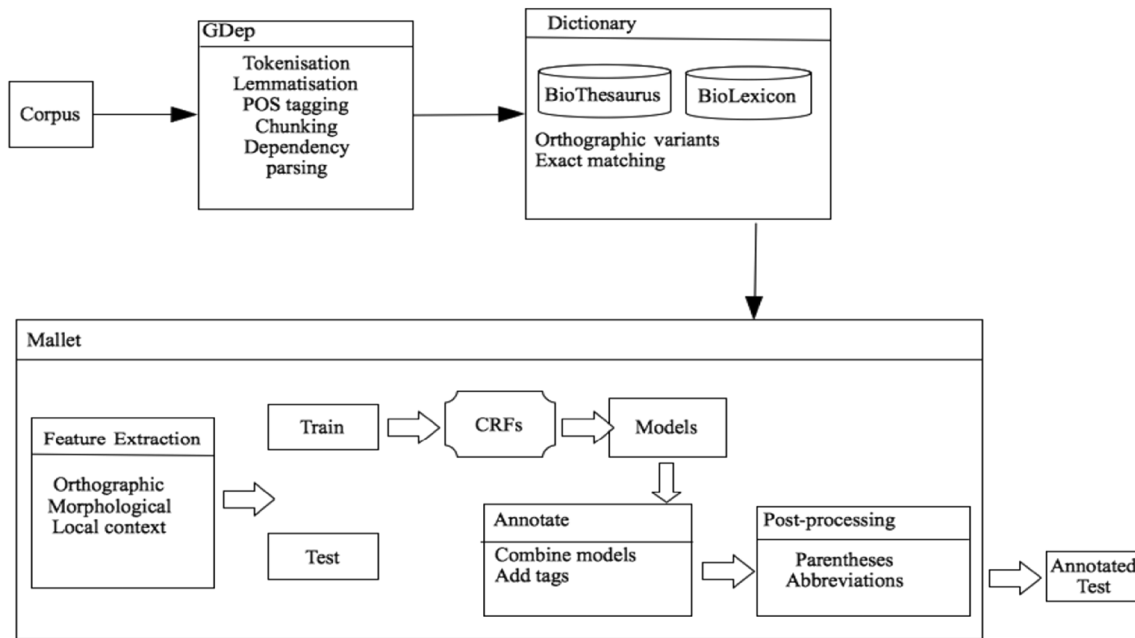 Corpus
GDep
Tokenisation
Lemmatisation
POS tagging
Chunking
Dependency
parsing
Dictionary
BioThesaurus
BioLexicon
Orthographic variants
Exact matching
Mallet
Feature Extraction
Orthographic
Morphological
Local context
Train
CRFs
Models
Test
Annotate
Combine models
Add tags
Post-processing
Parentheses
Abbreviations
Annotated
Test